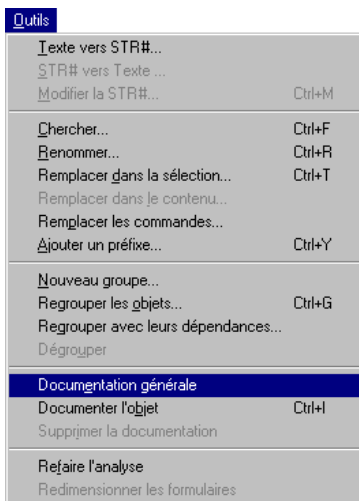 Outils
Texte vers STR#...
STR# vers Texte ...
Modifier la STR#... Ctrl+M
Chercher... Ctrl+F
Renommer... Ctrl+R
Remplacer dans la sélection... Ctrl+T
Remplacer dans le contenu...
Remplacer les commandes...
Ajouter un préfixe... Ctrl+Y
Nouveau groupe...
Regrouper les objets... Ctrl+G
Regrouper avec leurs dépendances...
Dégrouper
Documentation générale
Documenter l'objet Ctrl+I
Supprimer la documentation
Refaire l'analyse
Redimensionner les formulaires